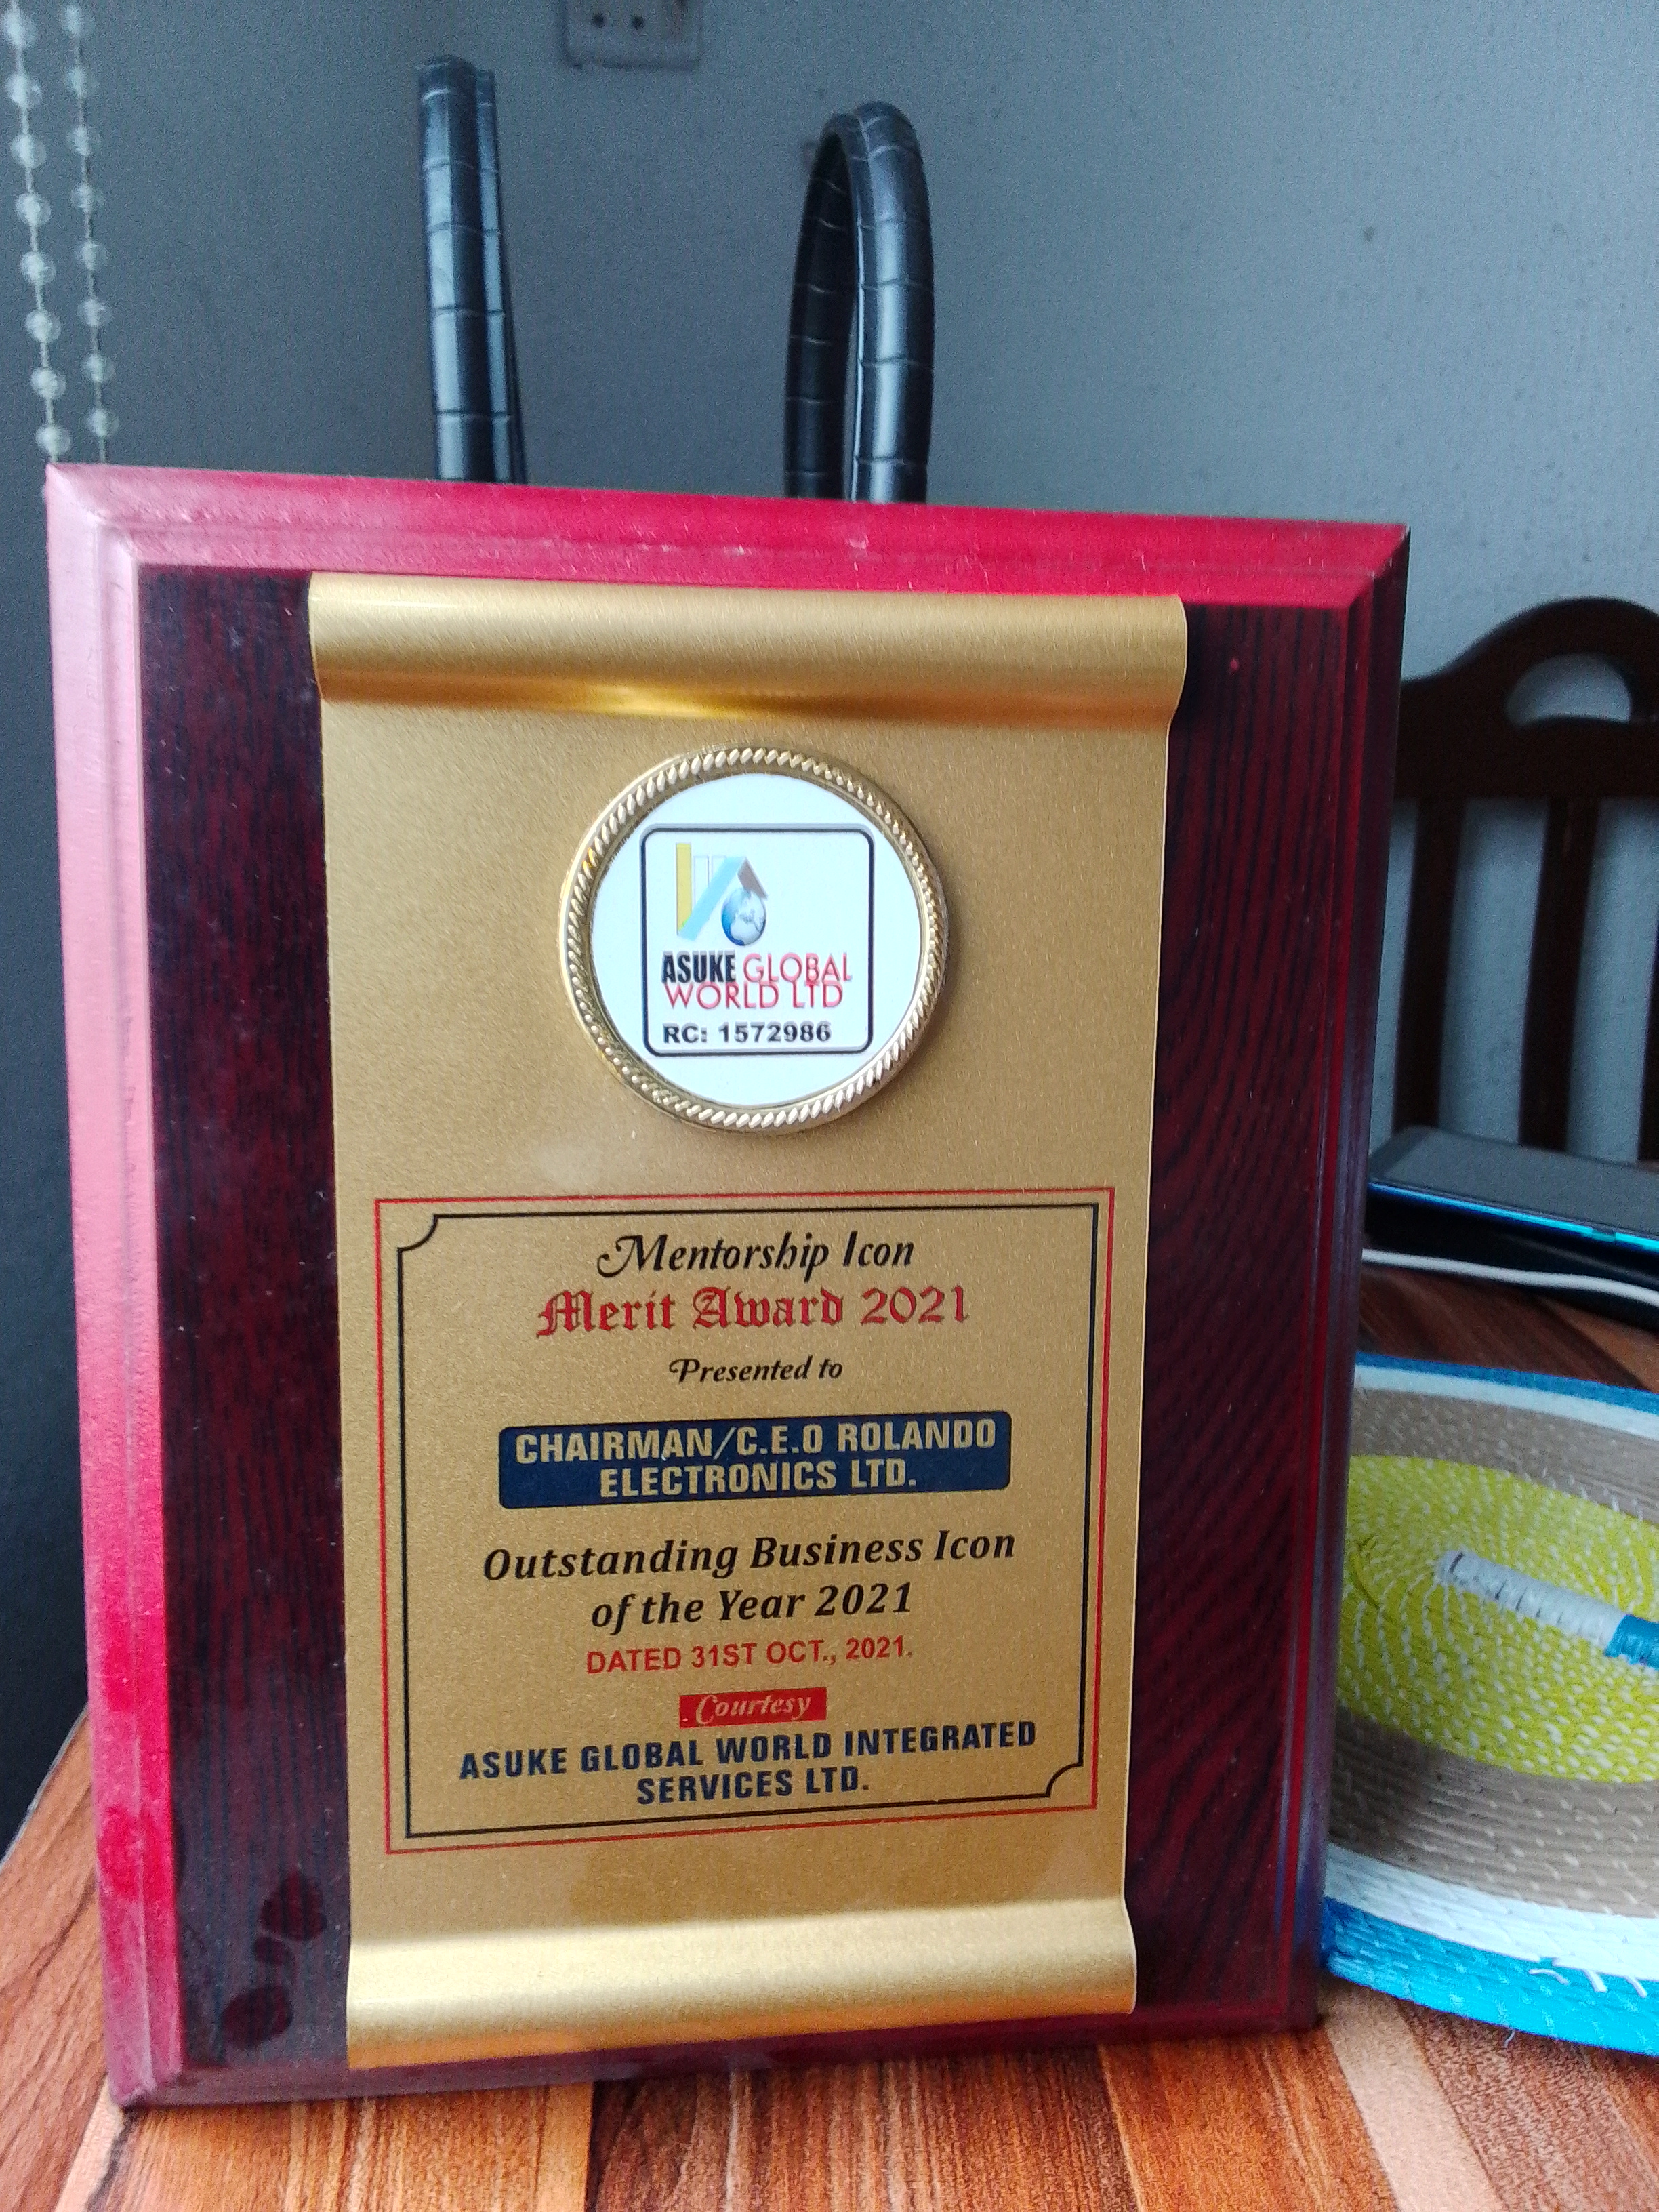 ASUKE GLOBAL
WORLD LTD
RC: 1572986
Mentorship Icon
Merit Award 2021
Presented to
CHAIRMAN/C.E.O ROLANDO
ELECTRONICS LTD.
Outstanding Business Icon
of the Year 2021
DATED 31ST OCT., 2021.
Courtesy
ASUKE GLOBAL WORLD INTEGRATED
SERVICES LTD.